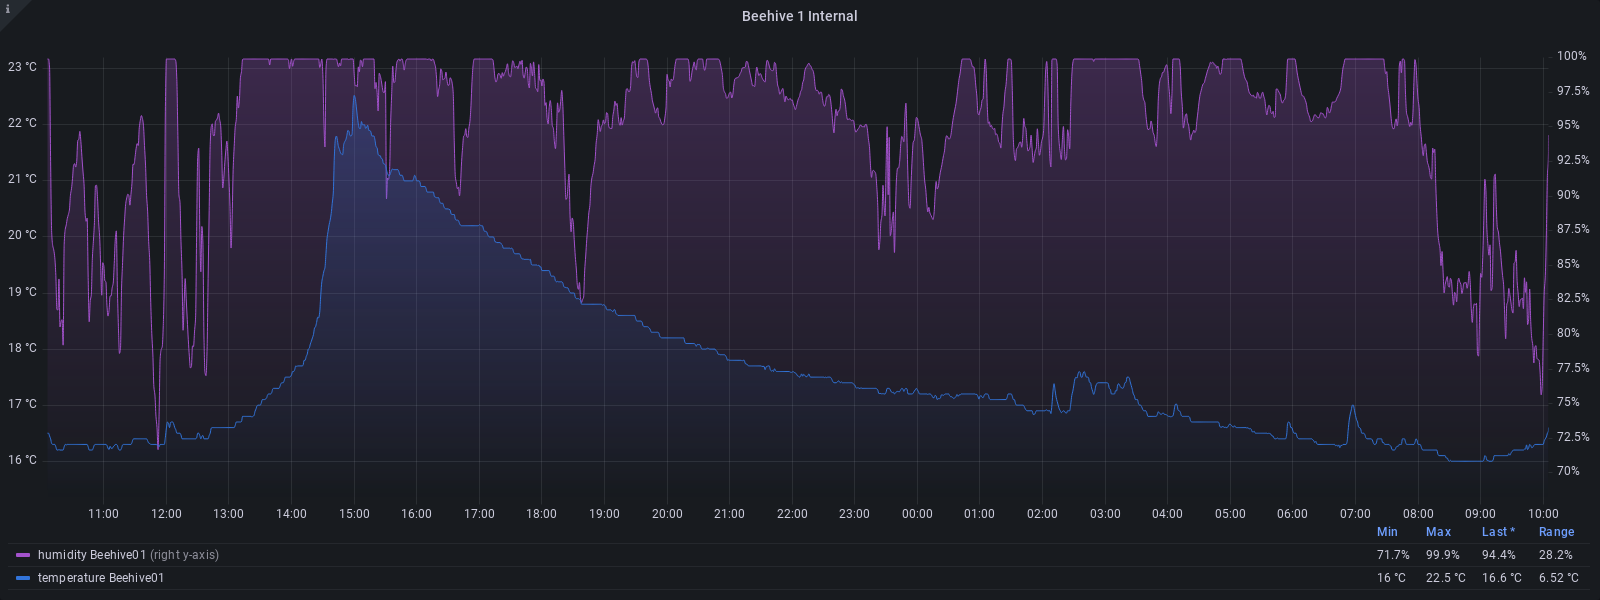 i
Beehive 1 Internal
23 °C
22 °C
21 °C
20 °C
19 °C
18 °C
17 °C
16 °C
100%
97.5%
95%
92.5%
90%
87.5%
85%
82.5%
80%
77.5%
75%
72.5%
70%
11:00 12:00 13:00 14:00 15:00 16:00 17:00 18:00 19:00 20:00 21:00 22:00 23:00 00:00 01:00 02:00 03:00 04:00 05:00 06:00 07:00 08:00 09:00 10:00
Min Max Last * Range
humidity Beehive01 (right y-axis) 71.7% 99.9% 94.4% 28.2%
temperature Beehive01 16 °C 22.5 °C 16.6 °C 6.52 °C